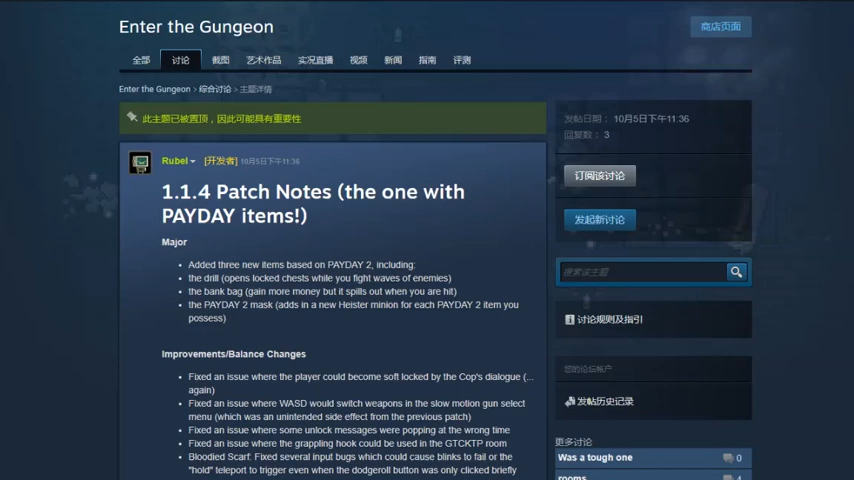 Enter the Gungeon
商店页面
全部 讨论 截图 艺术作品 实况直播 视频 新闻 指南 评测
Enter the Gungeon > 综合讨论 > 主题详情
此主题已被置顶，因此可能具有重要性
Rubel [开发者] 10月5日下午11:36
1.1.4 Patch Notes (the one with
PAYDAY items!)
Major
Added three new items based on PAYDAY 2, including:
the drill (opens locked chests while you fight waves of enemies)
the bank bag (gain more money but it spills out when you are hit)
the PAYDAY 2 mask (adds in a new Heister minion for each PAYDAY 2 item you
possess)
Improvements/Balance Changes
Fixed an issue where the player could become soft locked by the Cop's dialogue (...
again)
Fixed an issue where WASD would switch weapons in the slow motion gun select
menu (which was an unintended side effect from the previous patch)
Fixed an issue where some unlock messages were popping at the wrong time
Fixed an issue where the grappling hook could be used in the GTCKTP room
Bloodied Scarf: Fixed several input bugs which could cause blinks to fail or the
"hold" teleport to trigger even when the dodgeroll button was only clicked briefly
发帖日期： 10月5日下午11:36
回复数： 3
订阅该讨论
发起新讨论
搜索该主题
讨论规则及指引
您的论坛帐户
发帖历史记录
更多讨论
Was a tough one 0
rooms 4